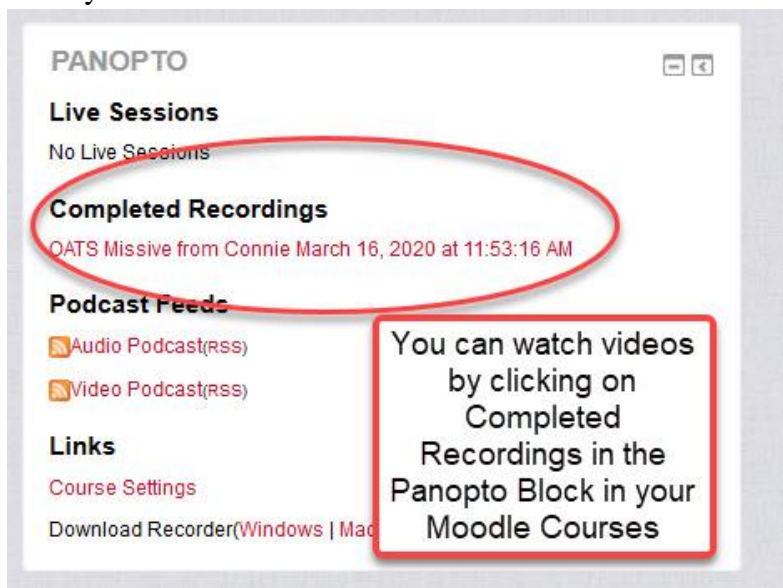 PANOPTO
Live Sessions
No Live Sessions
Completed Recordings
OATS Missive from Connie March 16, 2020 at 11:53:16 AM
Podcast Feeds
Audio Podcast(RSS)
Video Podcast(RSS)
Links
Course Settings
Download Recorder(Windows | Mac
You can watch videos
by clicking on
Completed
Recordings in the
Panopto Block in your
Moodle Courses